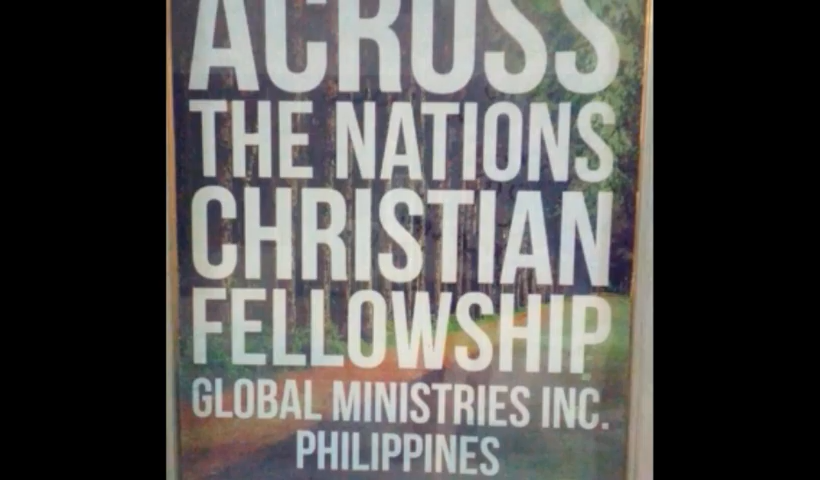 ACROSS
THE NATIONS
CHRISTIAN
FELLOWSHIP
GLOBAL MINISTRIES INC.
PHILIPPINES